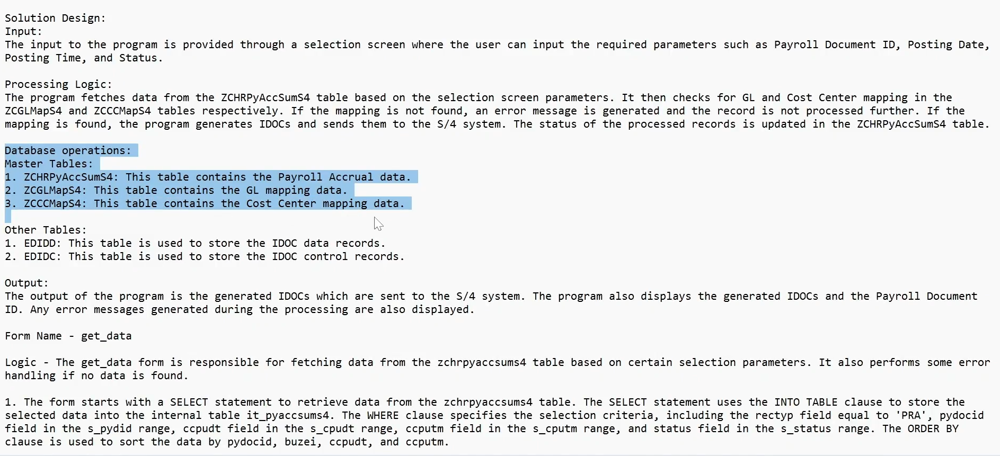 Solution Design:
Input:
The input to the program is provided through a selection screen where the user can input the required parameters such as Payroll Document ID, Posting Date,
Posting Time, and Status.
Processing Logic:
The program fetches data from the ZCHRPyAccSumS4 table based on the selection screen parameters. It then checks for GL and Cost Center mapping in the
ZCGLMapS4 and ZCCCMapS4 tables respectively. If the mapping is not found, an error message is generated and the record is not processed further. If the
mapping is found, the program generates IDOCs and sends them to the S/4 system. The status of the processed records is updated in the ZCHRPyAccSumS4 table.
Database operations:
Master Tables:
1. ZCHRPyAccSumS4: This table contains the Payroll Accrual data.
2. ZCGLMapS4: This table contains the GL mapping data.
3. ZCCCMapS4: This table contains the Cost Center mapping data.
Other Tables:
1. EDIDD: This table is used to store the IDOC data records.
2. EDIDC: This table is used to store the IDOC control records.
Output:
The output of the program is the generated IDOCs which are sent to the S/4 system. The program also displays the generated IDOCs and the Payroll Document
ID. Any error messages generated during the processing are also displayed.
Form Name - get_data
Logic - The get_data form is responsible for fetching data from the zchrpyaccsums4 table based on certain selection parameters. It also performs some error
handling if no data is found.
1. The form starts with a SELECT statement to retrieve data from the zchrpyaccsums4 table. The SELECT statement uses the INTO TABLE clause to store the
selected data into the internal table it_pyaccsums4. The WHERE clause specifies the selection criteria, including the rectyp field equal to 'PRA', pydocid
field in the s_pydid range, ccpudt field in the s_cpudt range, ccputm field in the s_cputm range, and status field in the s_status range. The ORDER BY
clause is used to sort the data by pydocid, buzei, ccpudt, and ccputm.